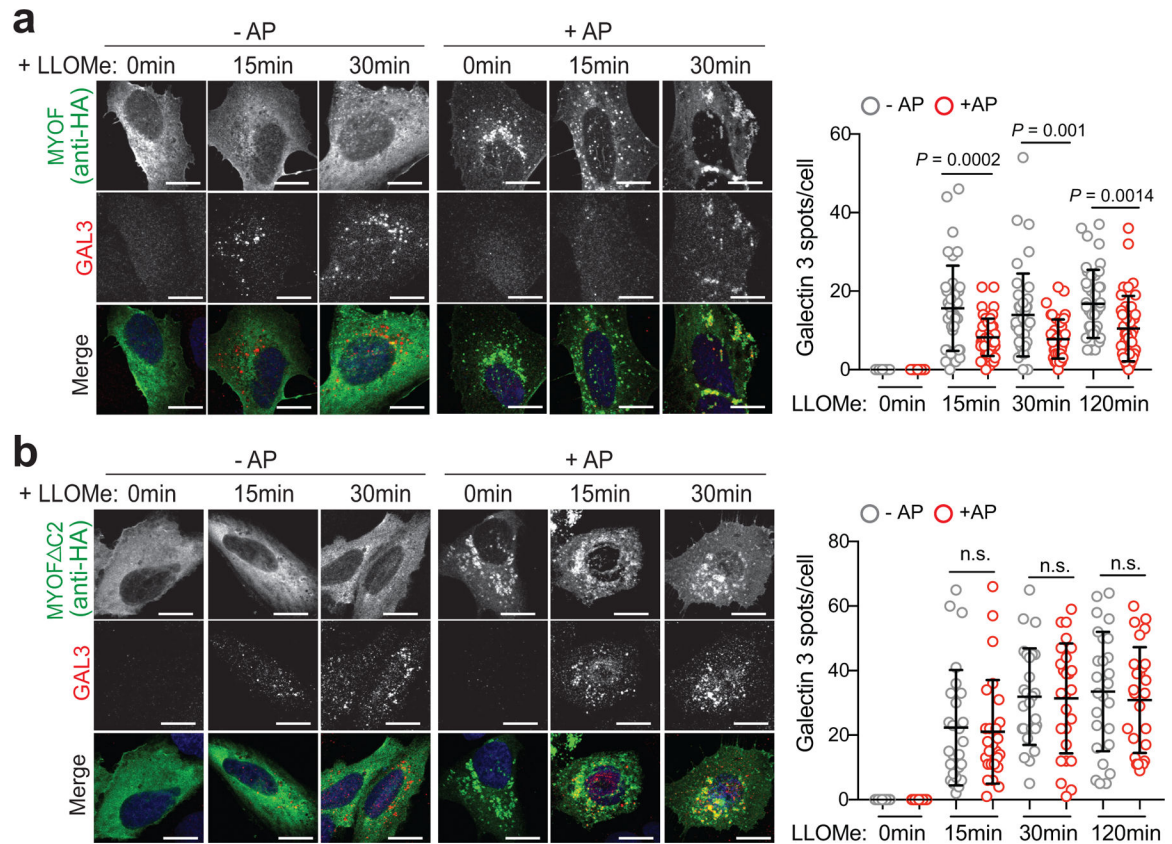 a
- AP
+ AP
+ LLOMe: 0min 15min 30min 0min 15min 30min
MYOF
(anti-HA)
GAL3
Merge
- AP +AP
Galectin 3 spots/cell
60
40
20
0
P = 0.0002
P = 0.001
P = 0.0014
LLOMe: 0min 15min 30min 120min
b
- AP
+ AP
+ LLOMe: 0min 15min 30min 0min 15min 30min
MYOFΔC2
(anti-HA)
GAL3
Merge
- AP +AP
Galectin 3 spots/cell
80
60
40
20
0
n.s. n.s. n.s.
LLOMe: 0min 15min 30min 120min